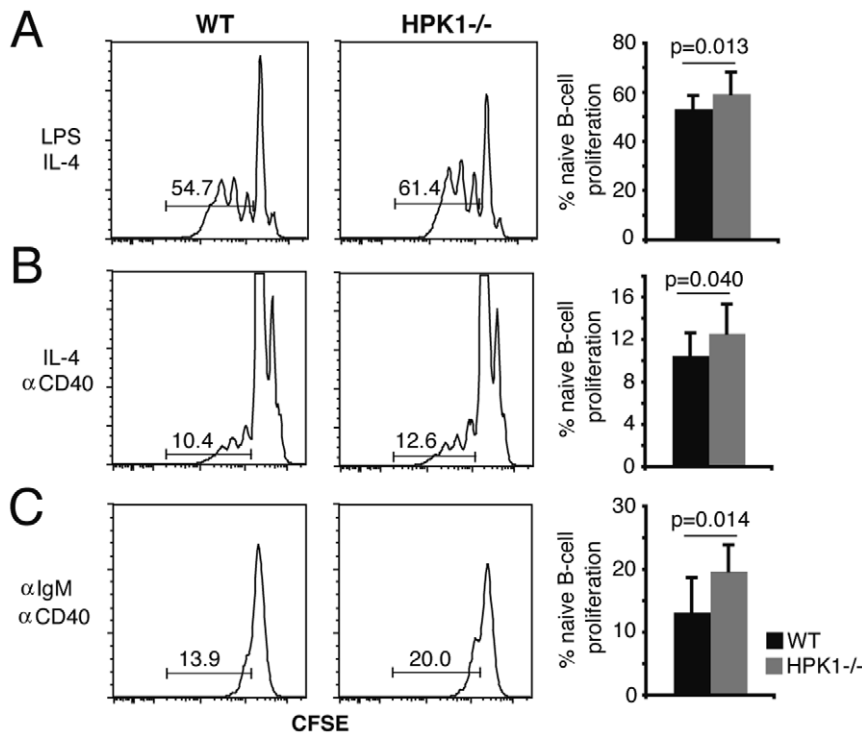 A
WT
HPK1-/-
LPS
IL-4
54.7
61.4
% naive B-cell
proliferation
80
60
40
20
0
p=0.013
B
IL-4
αCD40
10.4
12.6
% naive B-cell
proliferation
16
12
8
4
0
p=0.040
C
αIgM
αCD40
13.9
20.0
CFSE
% naive B-cell
proliferation
30
20
10
0
p=0.014
WT
HPK1-/-